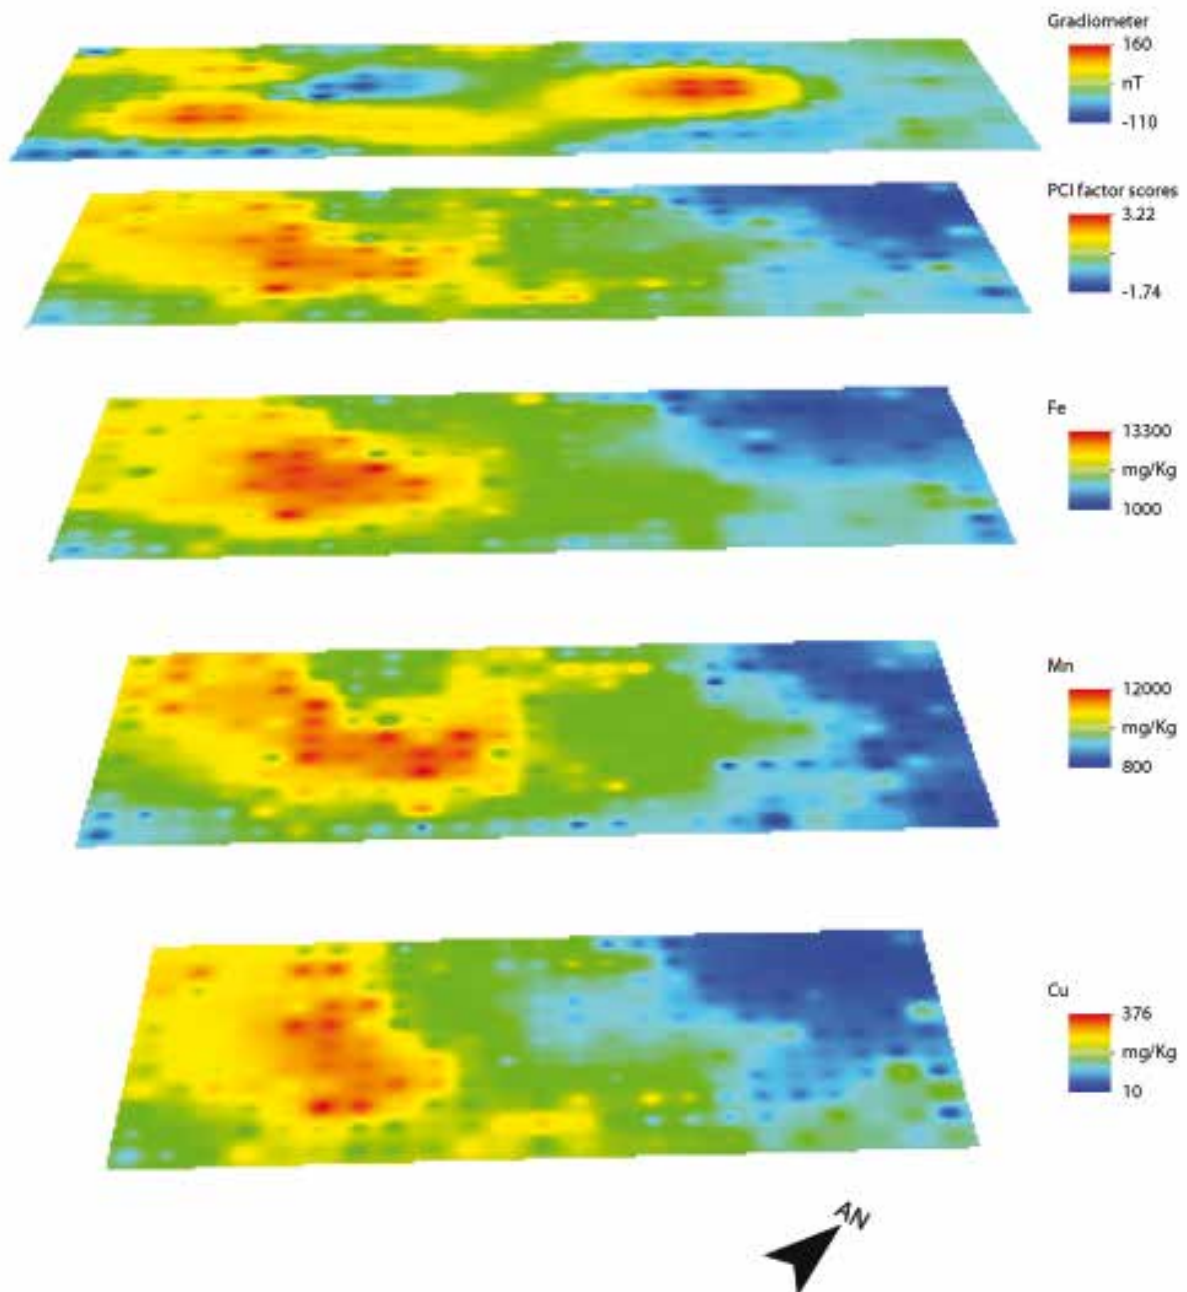 Gradiometer
160
nT
-110
PCI factor scores
3.22
-1.74
Fe
13300
mg/Kg
1000
Mn
12000
mg/Kg
800
Cu
376
mg/Kg
10
AN